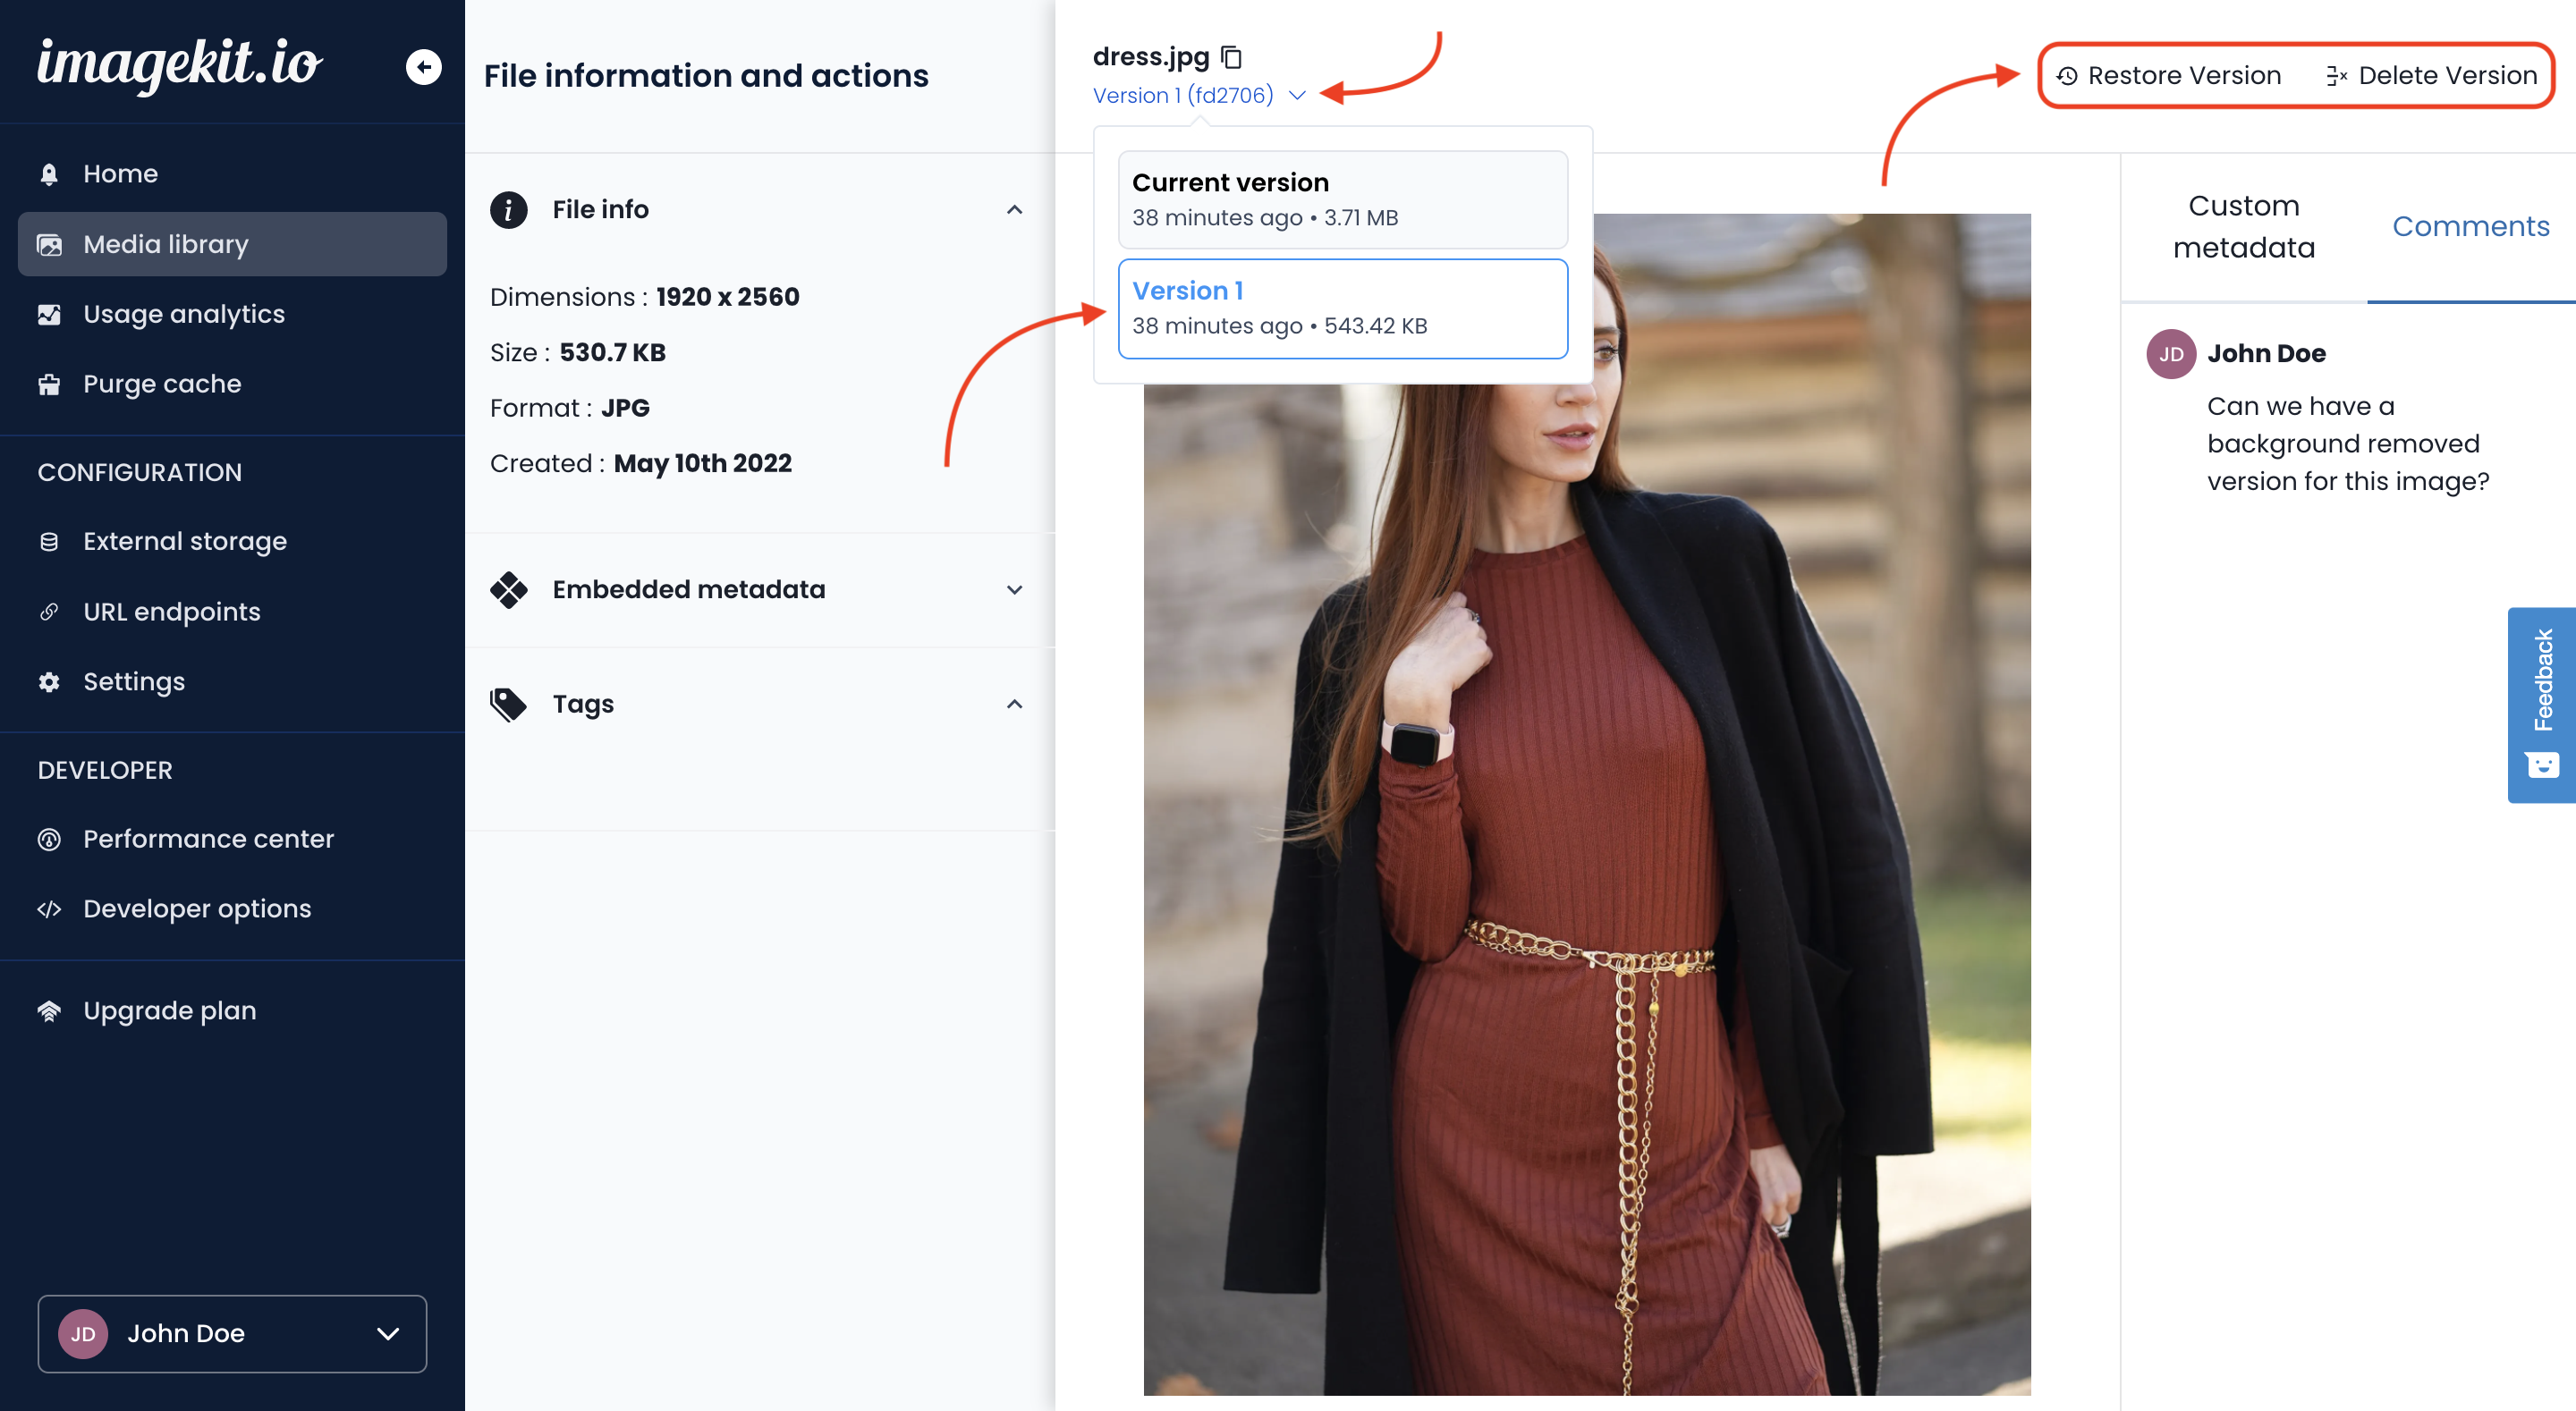 imagekit.io
Home
Media library
Usage analytics
Purge cache
CONFIGURATION
External storage
URL endpoints
Settings
DEVELOPER
Performance center
Developer options
Upgrade plan
JD John Doe
File information and actions
File info
Dimensions : 1920 x 2560
Size : 530.7 KB
Format : JPG
Created : May 10th 2022
Embedded metadata
Tags
dress.jpg
Version 1 (fd2706)
Current version
38 minutes ago • 3.71 MB
Version 1
38 minutes ago • 543.42 KB
Restore Version Delete Version
Custom
metadata
Comments
JD John Doe
Can we have a
background removed
version for this image?
Feedback